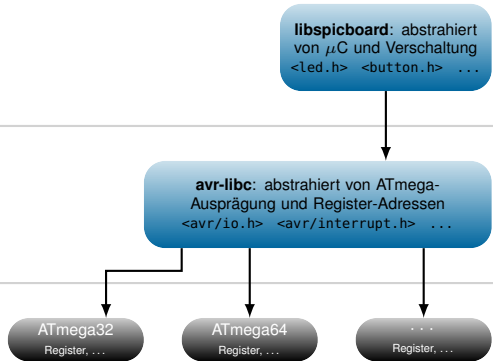 libspicboard: abstrahiert
von μC und Verschaltung
<led.h> <button.h> ...
avr-libc: abstrahiert von ATmega-
Ausprägung und Register-Adressen
<avr/io.h> <avr/interrupt.h> ...
ATmega32
Register, ...
ATmega64
Register, ...
· · ·
Register, ...